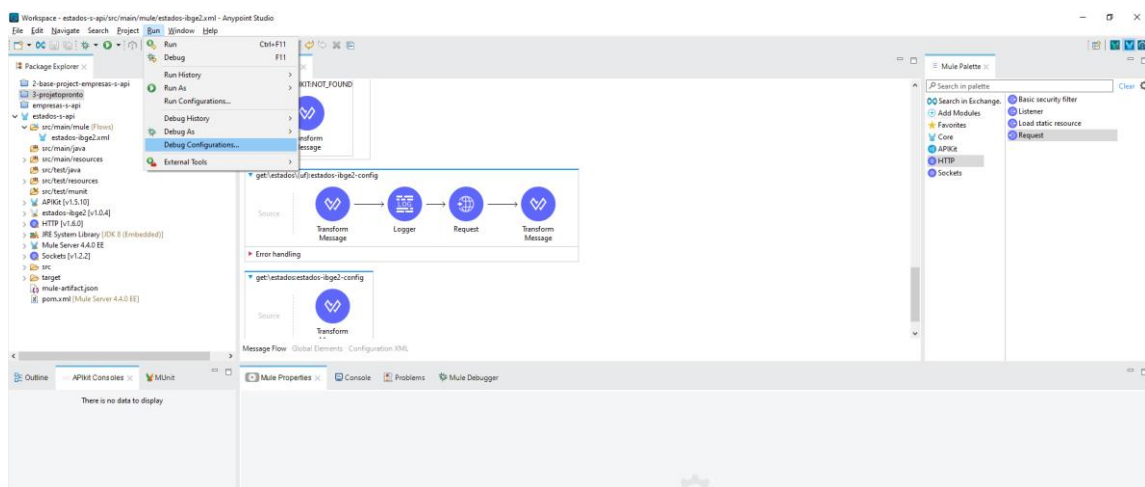 Workspace - estados-s-api/src/main/mule/estados-ibge2.xml - Anypoint Studio
File Edit Navigate Search Project Run Window Help
Run Ctrl+F11
Debug F11
Run History
Run As
Run Configurations...
Debug History
Debug As
Debug Configurations...
External Tools
Package Explorer
2-base-project-empresas-s-api
3-projetopronto
empresas-s-api
estados-s-api
src/main/mule (Flows)
estados-ibge2.xml
src/main/java
src/main/resources
src/test/java
src/test/resources
src/test/munit
APIKit [v1.5.10]
estados-ibge2 [v1.0.4]
HTTP [v1.6.0]
JRE System Library [JDK 8 (Embedded)]
Mule Server 4.4.0 EE
Sockets [v1.2.2]
src
target
mule-artifact.json
pom.xml [Mule Server 4.4.0 EE]
KIT:NOT_FOUND
nsform
lessage
get:\estados\(uf):estados-ibge2-config
Source
LOG
Transform Message
Logger
Request
Transform Message
Error handling
get:\estados:estados-ibge2-config
Source
Transform
Message Flow Global Elements Configuration XML
Mule Palette
Search in palette Clear
Search in Exchange..
Add Modules
Favorites
Core
APIKit
HTTP
Sockets
Basic security filter
Listener
Load static resource
Request
Outline APIkit Consoles MUnit
There is no data to display
Mule Properties Console Problems Mule Debugger